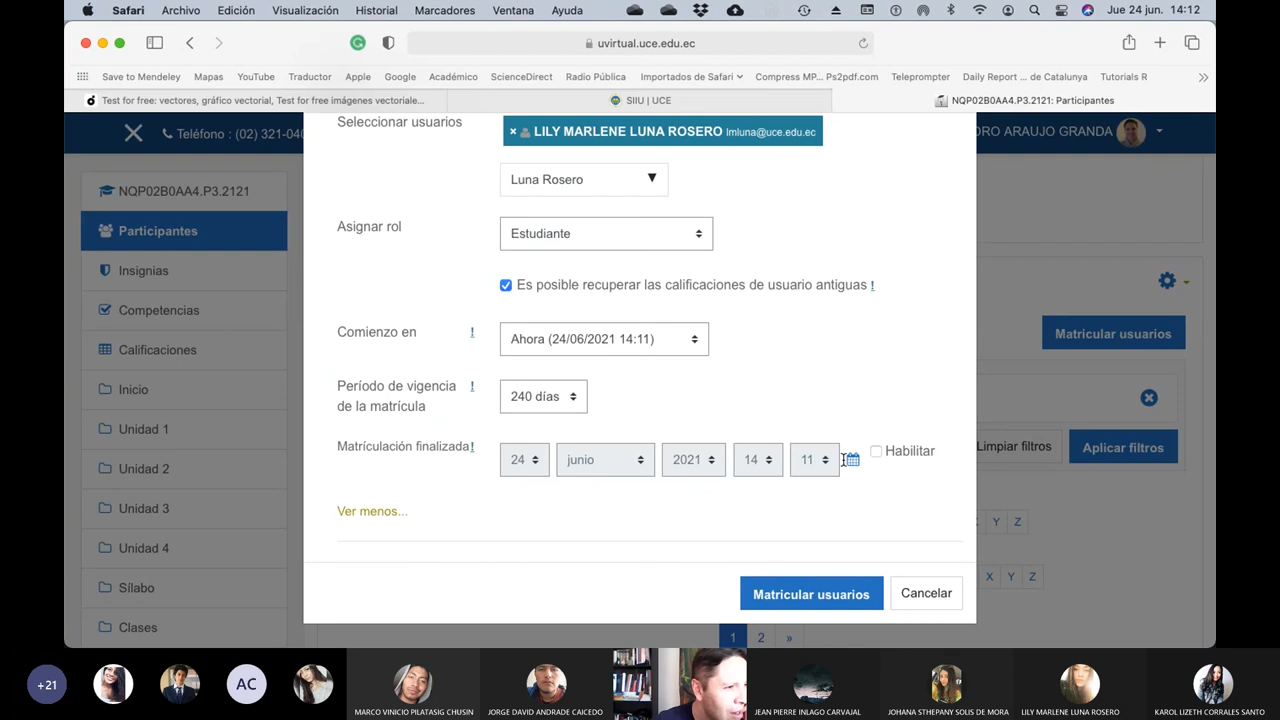 Safari Archivo Edición Visualización Historial Marcadores Ventana Ayuda Jue 24 jun. 14:12
uvirtual.uce.edu.ec
Save to Mendeley Mapas YouTube Traductor Apple Google Académico ScienceDirect Radio Pública Importados de Safari Compress MP... Ps2pdf.com Teleprompter Daily Report ... de Catalunya Tutorials R
Test for free: vectores, gráfico vectorial, Test for free imágenes vectoriale... SIIU | UCE NQP02B0AA4.P3.2121: Participantes
Teléfono : (02) 321-040 DRO ARAUJO GRANDA
Seleccionar usuarios × LILY MARLENE LUNA ROSERO lmluna@uce.edu.ec
NQP02B0AA4.P3.2121
Luna Rosero ▼
Participantes
Asignar rol Estudiante
Insignias
Es posible recuperar las calificaciones de usuario antiguas !
Competencias
Comienzo en ! Ahora (24/06/2021 14:11)
Matricular usuarios
Calificaciones
Período de vigencia de la matrícula ! 240 días
Inicio
Unidad 1
Matrículación finalizada ! 24 junio 2021 14 11 Habilitar
Limpiar filtros Aplicar filtros
Unidad 2
Unidad 3
Ver menos...
Y Z
Unidad 4
X Y Z
Sílabo
Matricular usuarios Cancelar
Clases
1 2 »
+21 AC
MARCO VINICIO PILATASIG CHUSIN JORGE DAVID ANDRADE CAICEDO JEAN PIERRE INLAGO CARVAJAL JOHANA STHEPANY SOLIS DE MORA LILY MARLENE LUNA ROSERO KAROL LIZETH CORRALES SANTO